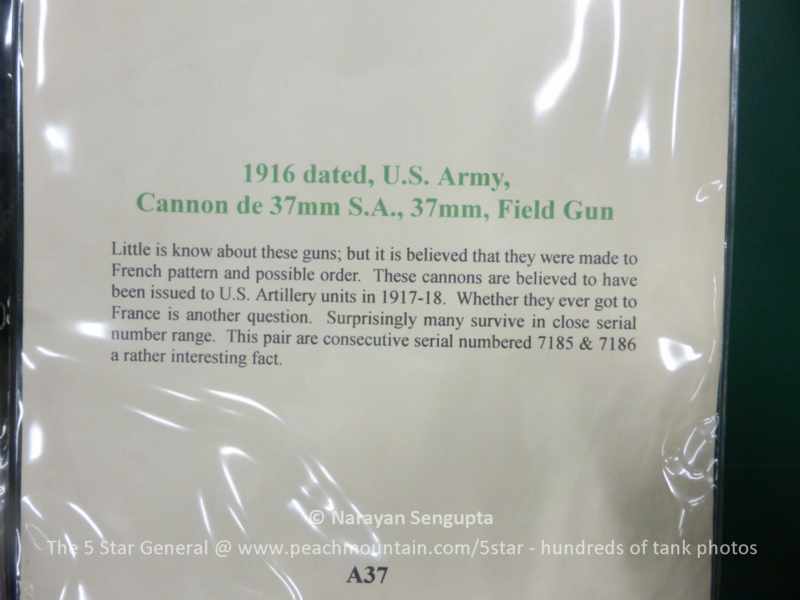 1916 dated, U.S. Army,
Cannon de 37mm S.A., 37mm, Field Gun
Little is know about these guns; but it is believed that they were made to
French pattern and possible order. These cannons are believed to have
been issued to U.S. Artillery units in 1917-18. Whether they ever got to
France is another question. Surprisingly many survive in close serial
number range. This pair are consecutive serial numbered 7185 & 7186
a rather interesting fact.
© Narayan Sengupta
The 5 Star General @ www.peachmountain.com/5star - hundreds of tank photos
A37